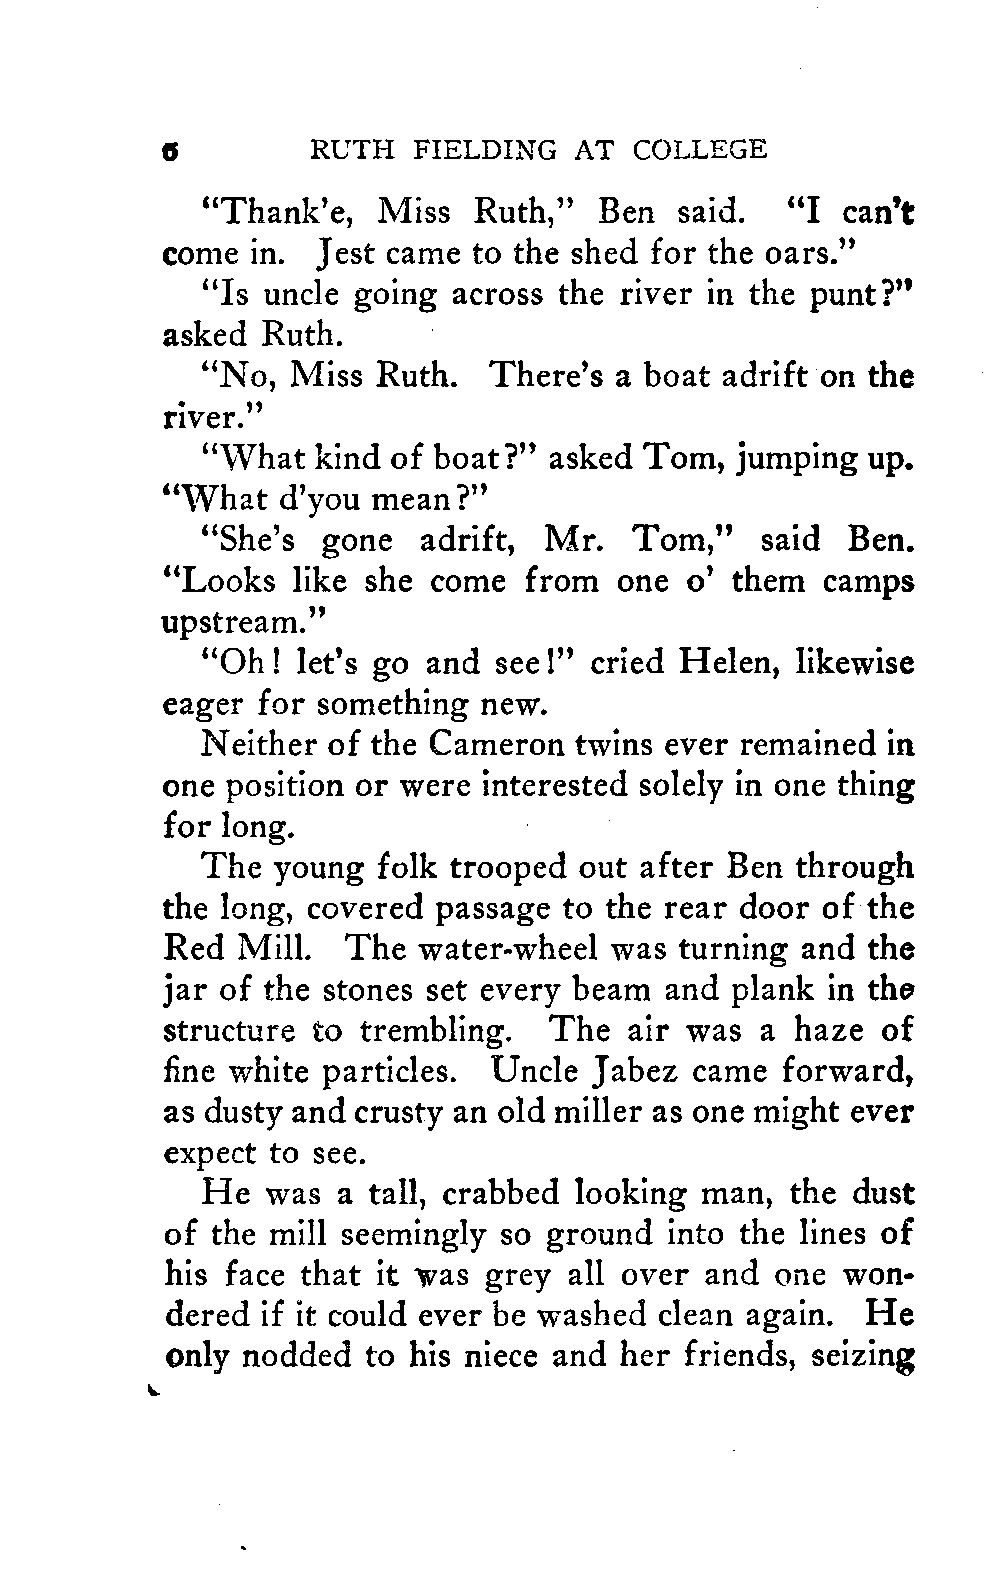 6 RUTH FIELDING AT COLLEGE
“Thank’e, Miss Ruth,” Ben said. “I can’t
come in. Jest came to the shed for the oars.”
“Is uncle going across the river in the punt?”
asked Ruth.
“No, Miss Ruth. There’s a boat adrift on the
river.”
“What kind of boat?” asked Tom, jumping up.
“What d’you mean?”
“She’s gone adrift, Mr. Tom,” said Ben.
“Looks like she come from one o’ them camps
upstream.”
“Oh! let’s go and see!” cried Helen, likewise
eager for something new.
Neither of the Cameron twins ever remained in
one position or were interested solely in one thing
for long.
The young folk trooped out after Ben through
the long, covered passage to the rear door of the
Red Mill. The water-wheel was turning and the
jar of the stones set every beam and plank in the
structure to trembling. The air was a haze of
fine white particles. Uncle Jabez came forward,
as dusty and crusty an old miller as one might ever
expect to see.
He was a tall, crabbed looking man, the dust
of the mill seemingly so ground into the lines of
his face that it was grey all over and one won-
dered if it could ever be washed clean again. He
only nodded to his niece and her friends, seizing